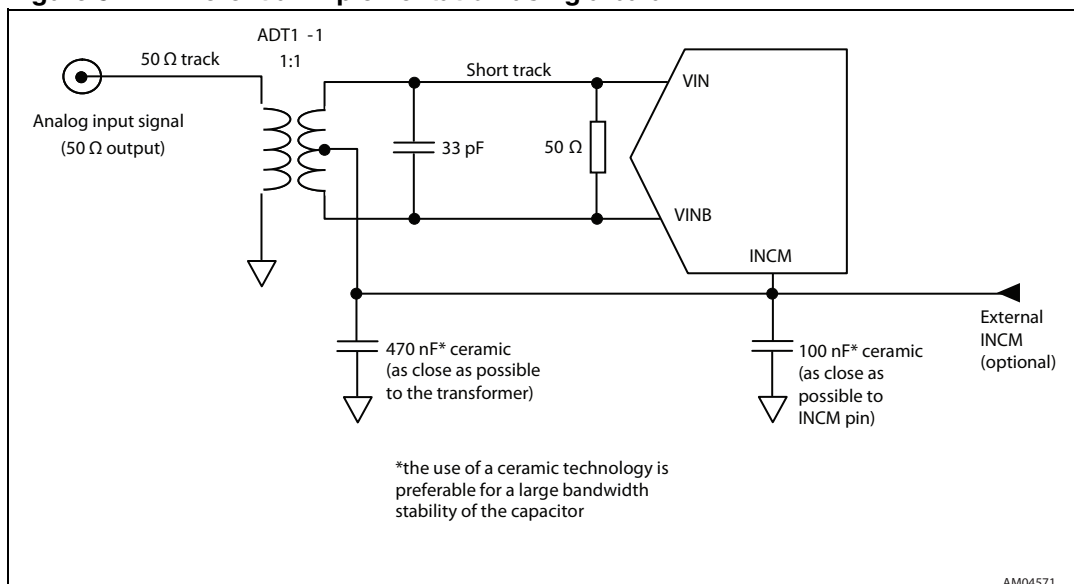 ADT1 -1
1:1
50 Ω track
Analog input signal
(50 Ω output)
Short track
VIN
33 pF
50 Ω
VINB
INCM
External
INCM
(optional)
470 nF* ceramic
(as close as possible
to the transformer)
100 nF* ceramic
(as close as
possible to
INCM pin)
*the use of a ceramic technology is
preferable for a large bandwidth
stability of the capacitor
AM04571